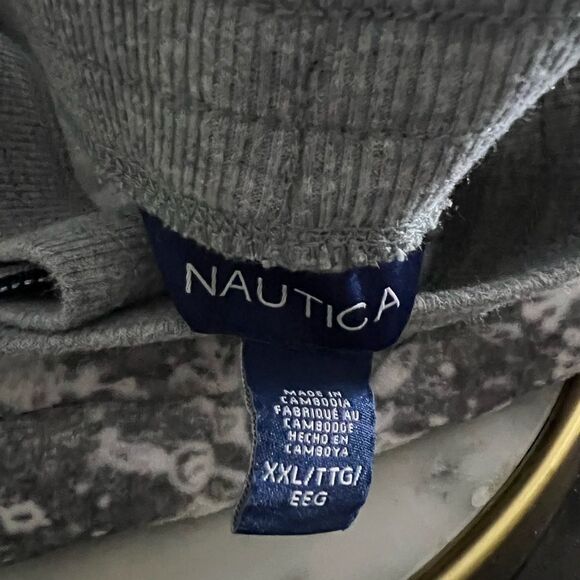 NAUTICA
MADE IN
CAMBODIA
FABRIQUÉ AU
CAMBODGE
HECHO EN
CAMBOYA
XXL/TTG/
EEG